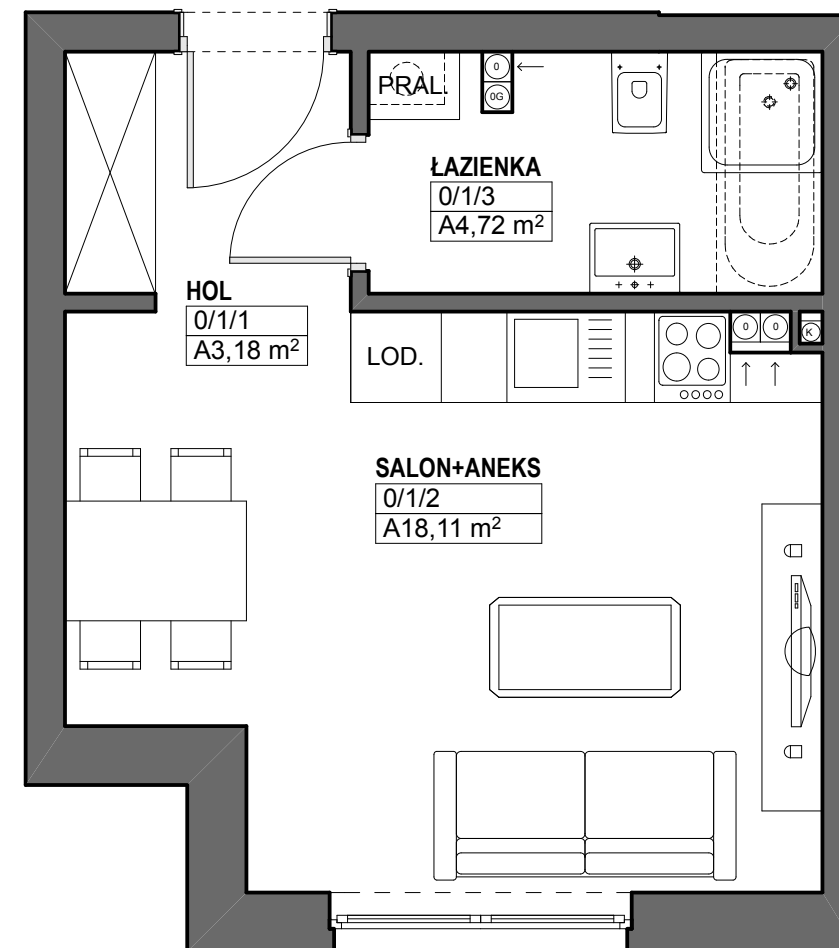 PRAL.
0
0G
ŁAZIENKA
0/1/3
A4,72 m²
HOL
0/1/1
A3,18 m²
LOD.
0 0
K
SALON+ANEKS
0/1/2
A18,11 m²